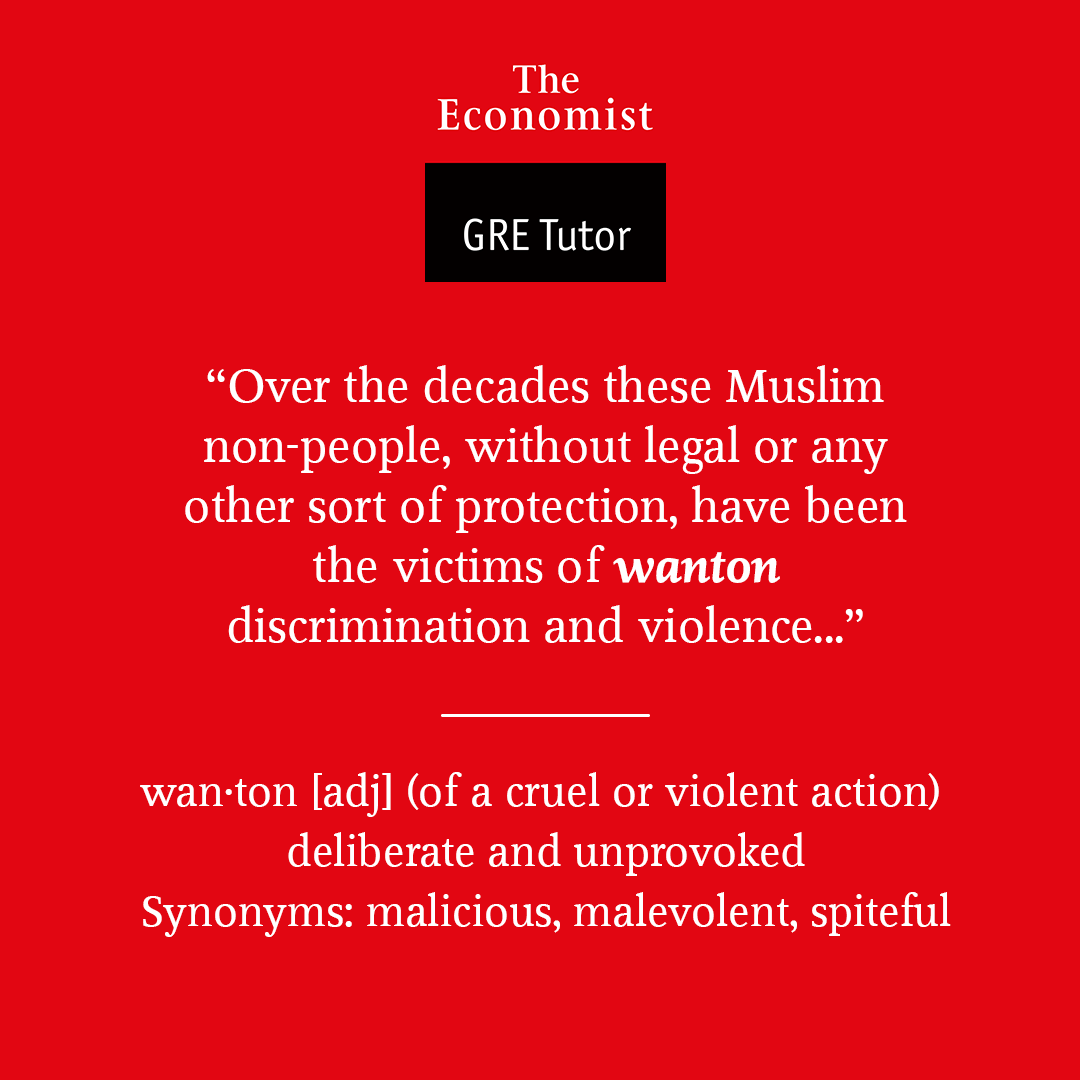 The
Economist
GRE Tutor
“Over the decades these Muslim
non-people, without legal or any
other sort of protection, have been
the victims of wanton
discrimination and violence...”
wan·ton [adj] (of a cruel or violent action)
deliberate and unprovoked
Synonyms: malicious, malevolent, spiteful